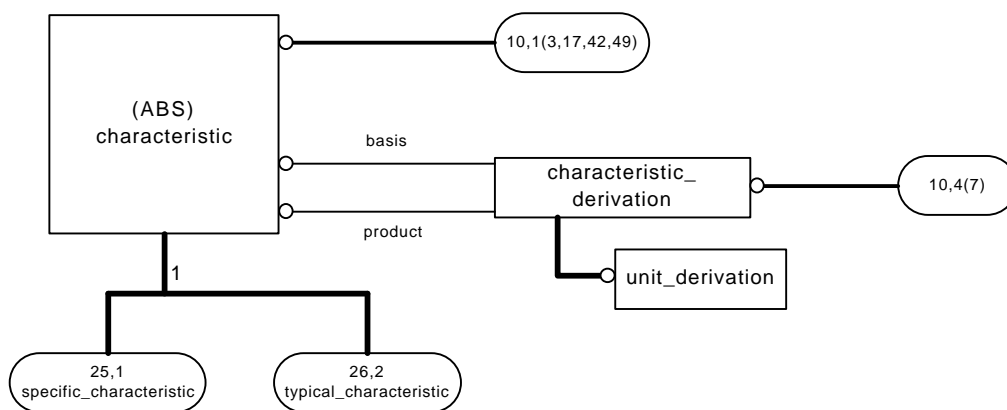 10,1(3,17,42,49)
(ABS)
characteristic
basis
characteristic_
derivation
10,4(7)
product
1
unit_derivation
25,1
specific_characteristic
26,2
typical_characteristic